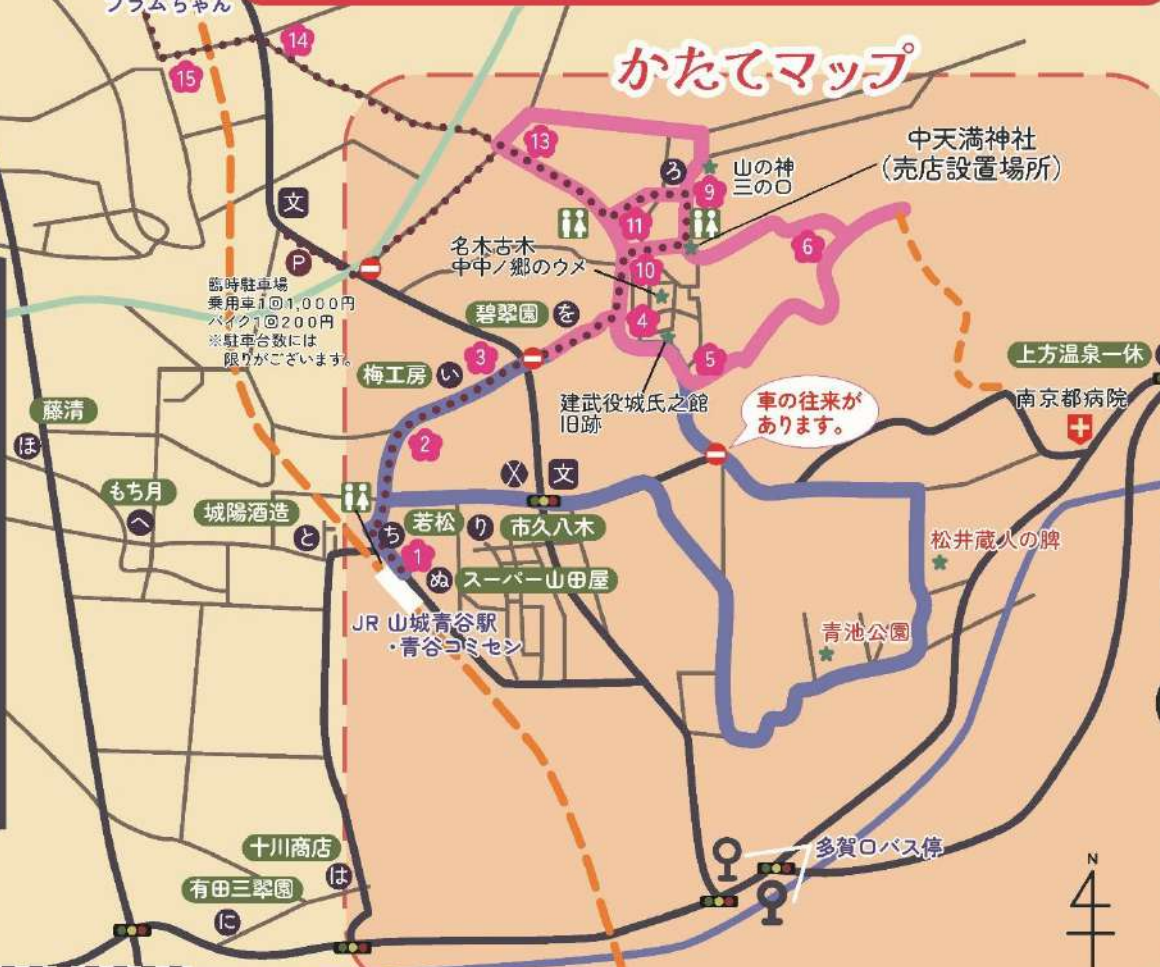 プラムちゃん
かたてマップ
14
15
13
文
ろ
山の神
三の口
9
中天満神社
(売店設置場所)
11
6
P
名木古木
中中ノ郷のウメ
10
臨時駐車場
乗用車1回1,000円
バイク1回200円
※駐車台数には
限りがございます。
碧翠園
を
4
3
5
梅工房
い
上方温泉一休
建武役城氏之館
旧跡
車の往来が
あります。
南京都病院
藤清
ほ
2
もち月
へ
文
城陽酒造
と
ち
若松
り
市久八木
1
ぬ
スーパー山田屋
松井蔵人の脾
JR 山城青谷駅
・青谷コミセン
青池公園
十川商店
は
多賀口バス停
有田三翠園
に
N